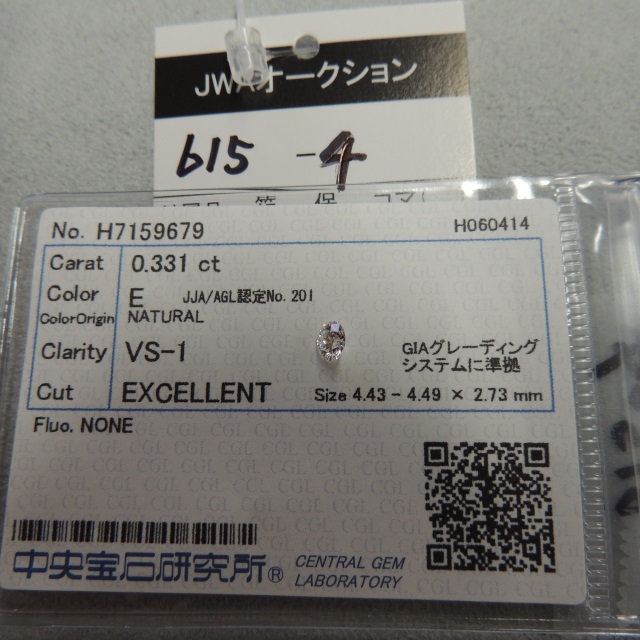 JWAオークション
615 -4
No. H7159679 H060414
Carat 0.331 ct
Color E JJA/AGL認定No.201
ColorOrigin NATURAL
Clarity VS-1 GIAグレーディング
システムに準拠
Cut EXCELLENT Size 4.43 - 4.49 × 2.73 mm
Fluo. NONE
中央宝石研究所® CENTRAL GEM
LABORATORY